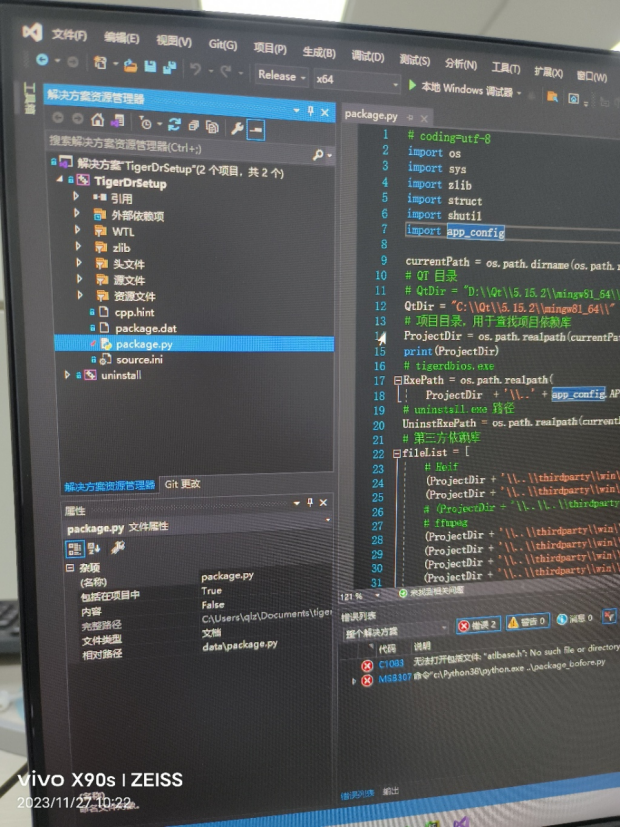 文件(F)
编辑(E)
视图(V)
Git(G)
项目(P)
生成(B)
调试(D)
测试(S)
分析(N)
工具(T)
扩展(X)
窗口(W)
Release
x64
本地 Windows 调试器
解决方案资源管理器
搜索解决方案资源管理器(Ctrl+;)
解决方案"TigerDrSetup"(2 个项目，共 2 个)
TigerDrSetup
引用
外部依赖项
WTL
zlib
头文件
源文件
资源文件
cpp.hint
package.dat
package.py
source.ini
uninstall
解决方案资源管理器
Git 更改
属性
package.py 文件属性
杂项
(名称) package.py
包括在项目中 True
内容 False
完整路径 C:\Users\qlz\Documents\tiger
文件类型 文档
相对路径 data\package.py
package.py
1 # coding=utf-8
2 import os
3 import sys
4 import zlib
5 import struct
6 import shutil
7 import app_config
8
9 currentPath = os.path.dirname(os.path.r
10 # QT 目录
11 # QtDir = "D:\\Qt\\5.15.2\\mingw81_64\\
12 QtDir = "C:\\Qt\\5.15.2\\mingw81_64\\"
13 # 项目目录，用于查找项目依赖库
14 ProjectDir = os.path.realpath(currentPa
15 print(ProjectDir)
16 # tigerdbios.exe
17 ExePath = os.path.realpath(
18 ProjectDir + '\\..' + app_config.AP
19 # uninstall.exe 路径
20 UninstExePath = os.path.realpath(current
21 # 第三方依赖库
22 fileList = [
23 # Heif
24 (ProjectDir + '\\..\\thirdparty\\win\
25 (ProjectDir + '\\..\\thirdparty\\win\
26 # (ProjectDir + '\\..\\..\\thirdparty
27 # ffmpag
28 (ProjectDir + '\\..\\thirdparty\\win\
29 (ProjectDir + '\\..\\thirdparty\\win\
30 (ProjectDir + '\\..\\thirdparty\\win\
31 (ProjectDir + '\\..\\thirdparty\\win\
121 %
未找到相关问题
错误列表
整个解决方案
错误 2
警告 0
消息 0
代码 说明
C1083 无法打开包括文件: "atlbase.h": No such file or directory
MSB307 命令"c:\Python36\python.exe ..\package_before.py
错误列表
输出
(名称)
vivo X90s | ZEISS
2023/11/27 10:22